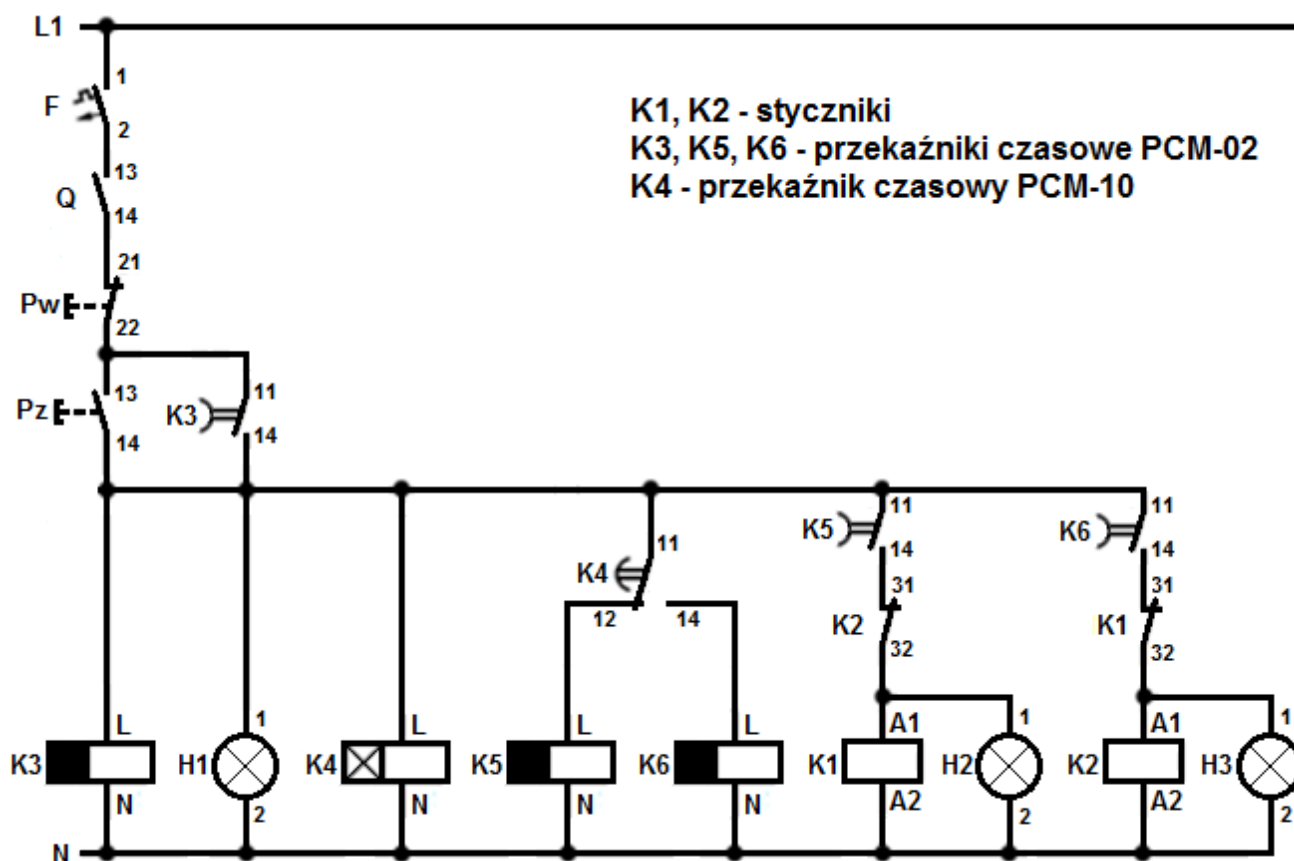 L1
1
F
2
K1, K2 - styczniki
K3, K5, K6 - przekaźniki czasowe PCM-02
K4 - przekaźnik czasowy PCM-10
13
Q
14
21
Pw
22
13
11
Pz
K3
14
14
11
11
K5
K6
11
14
14
K4
31
31
12
14
K2
K1
32
32
L
1
L
L
L
A1
1
A1
1
K3
H1
K4
K5
K6
K1
H2
K2
H3
N
2
N
N
N
A2
2
A2
2
N